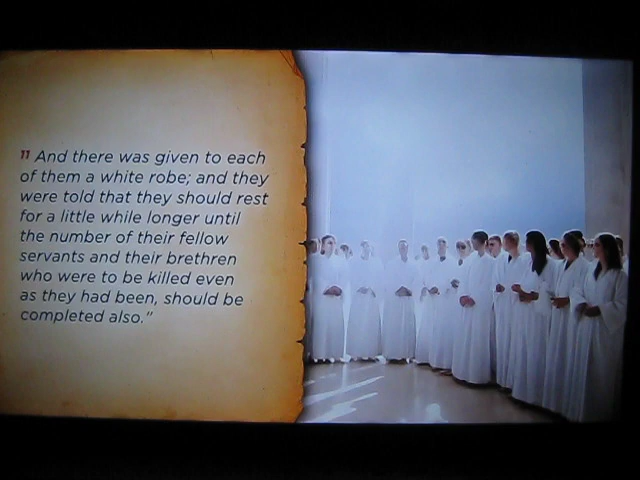 11 And there was given to each
of them a white robe; and they
were told that they should rest
for a little while longer until
the number of their fellow
servants and their brethren
who were to be killed even
as they had been, should be
completed also.”